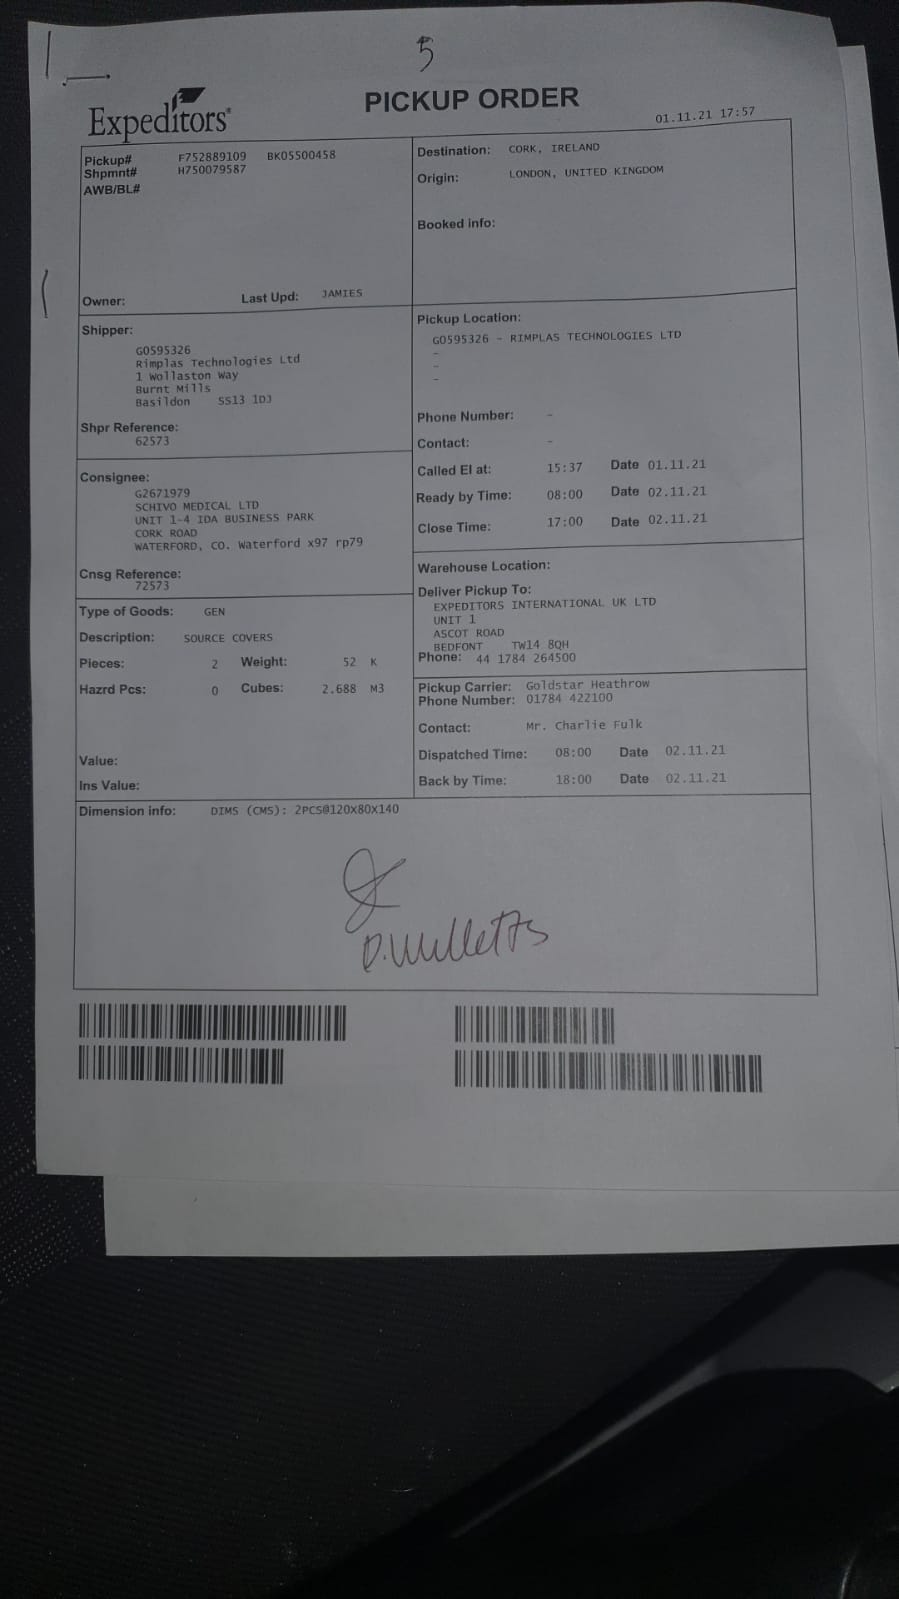 5
Expeditors
PICKUP ORDER
01.11.21 17:57
Pickup# F752889109 BK05500458
Shpmnt# H750079587
AWB/BL#
Owner: Last Upd: JAMIES
Destination: CORK, IRELAND
Origin: LONDON, UNITED KINGDOM
Booked info:
Shipper:
G0595326
Rimplas Technologies Ltd
1 Wollaston Way
Burnt Mills
Basildon SS13 1DJ
Shpr Reference:
62573
Consignee:
G2671979
SCHIVO MEDICAL LTD
UNIT 1-4 IDA BUSINESS PARK
CORK ROAD
WATERFORD, CO. Waterford x97 rp79
Cnsg Reference:
72573
Type of Goods: GEN
Description: SOURCE COVERS
Pieces: 2 Weight: 52 K
Hazrd Pcs: 0 Cubes: 2.688 M3
Value:
Ins Value:
Pickup Location:
G0595326 - RIMPLAS TECHNOLOGIES LTD
-
-
-
Phone Number: -
Contact: -
Called EI at: 15:37 Date 01.11.21
Ready by Time: 08:00 Date 02.11.21
Close Time: 17:00 Date 02.11.21
Warehouse Location:
Deliver Pickup To:
EXPEDITORS INTERNATIONAL UK LTD
UNIT 1
ASCOT ROAD
BEDFONT TW14 8QH
Phone: 44 1784 264500
Pickup Carrier: Goldstar Heathrow
Phone Number: 01784 422100
Contact: Mr. Charlie Fulk
Dispatched Time: 08:00 Date 02.11.21
Back by Time: 18:00 Date 02.11.21
Dimension info: DIMS (CMS): 2PCS@120X80X140